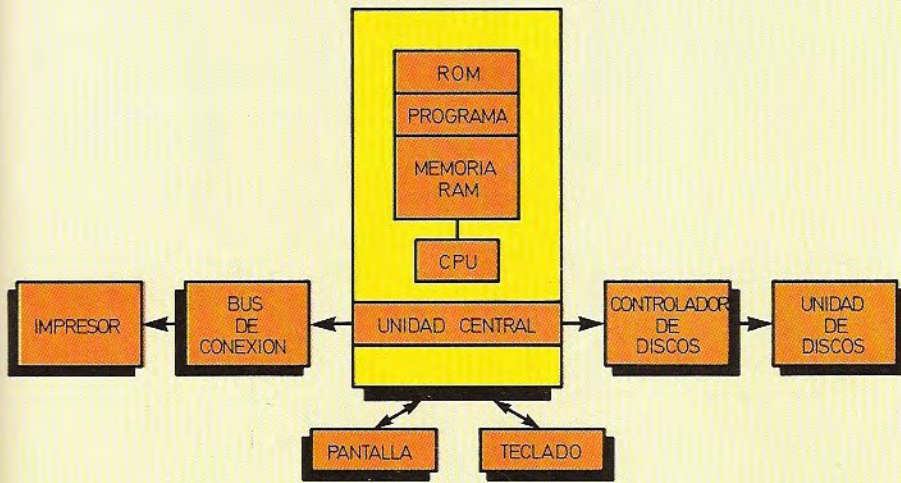 ROM
PROGRAMA
MEMORIA
RAM
CPU
IMPRESOR
BUS
DE
CONEXION
UNIDAD CENTRAL
CONTROLADOR
DE
DISCOS
UNIDAD
DE
DISCOS
PANTALLA
TECLADO